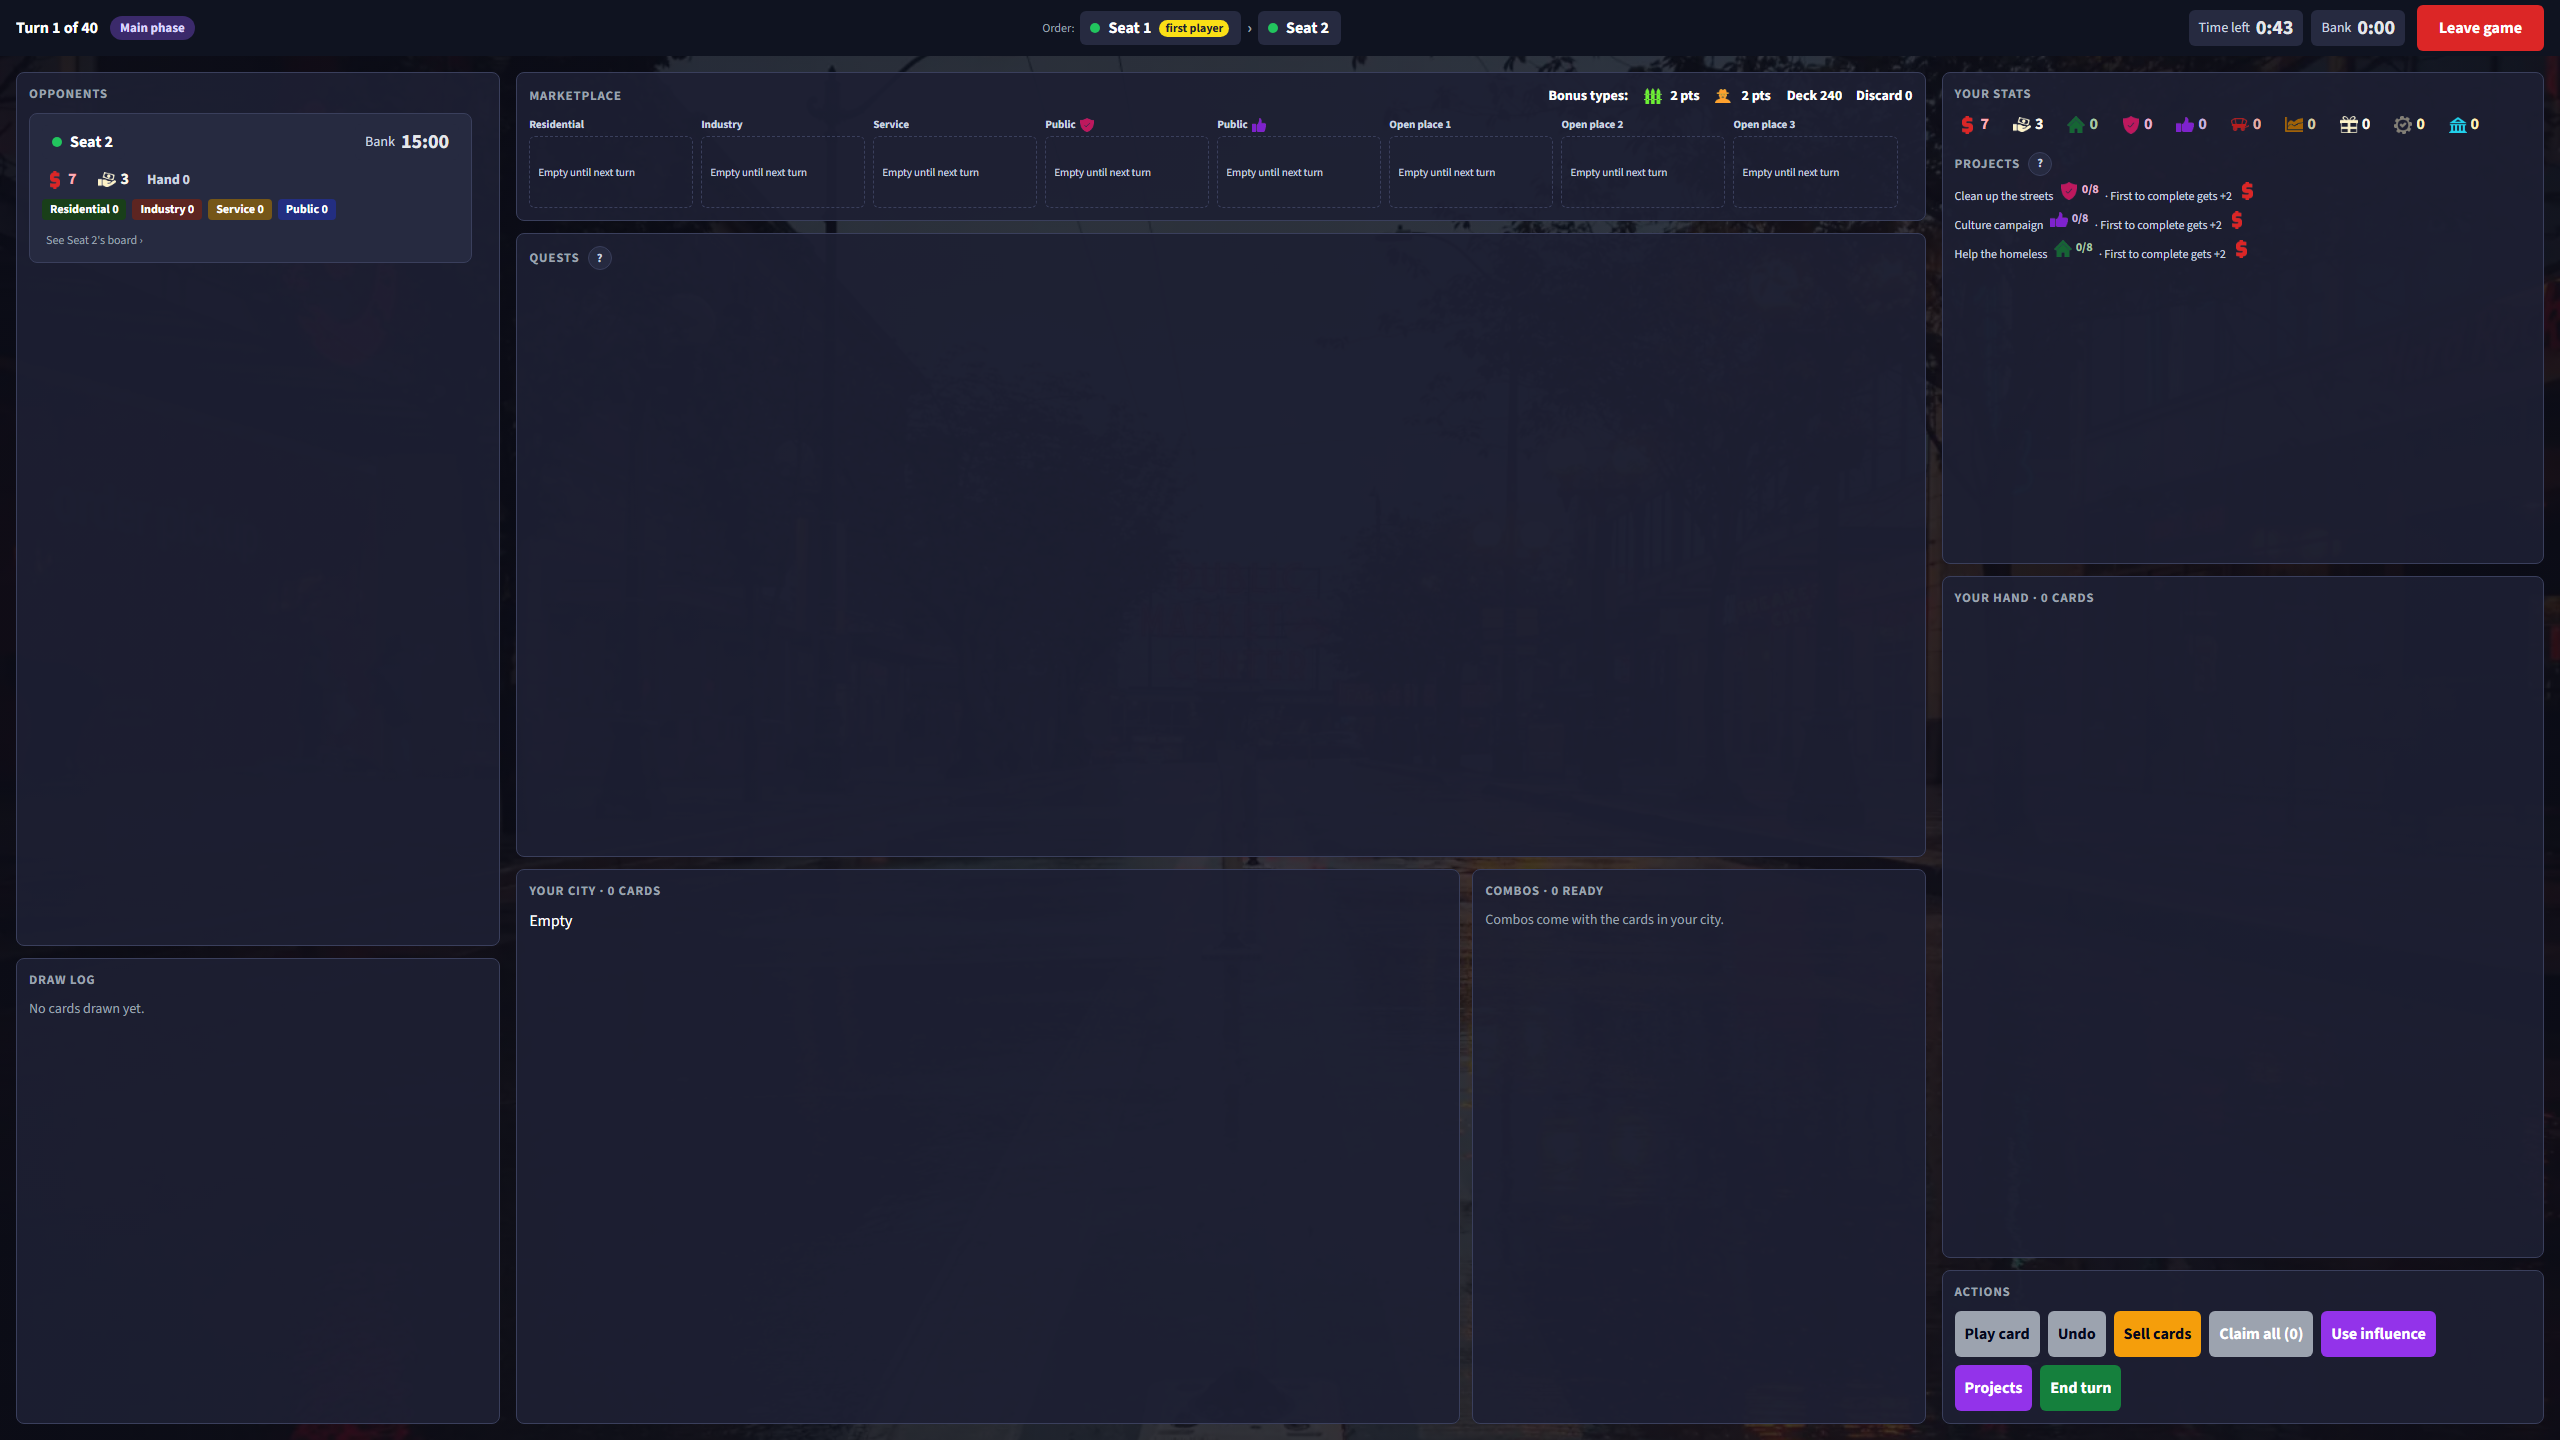 Turn 1 of 40 Main phase
Order: Seat 1 first player › Seat 2
Time left 0:43 Bank 0:00 Leave game
OPPONENTS
Seat 2 Bank 15:00
7 3 Hand 0
Residential 0 Industry 0 Service 0 Public 0
See Seat 2's board ›
DRAW LOG
No cards drawn yet.
MARKETPLACE
Bonus types: 2 pts 2 pts Deck 240 Discard 0
Residential Industry Service Public Public Open place 1 Open place 2 Open place 3
Empty until next turn Empty until next turn Empty until next turn Empty until next turn Empty until next turn Empty until next turn Empty until next turn Empty until next turn
QUESTS ?
YOUR CITY · 0 CARDS
Empty
COMBOS · 0 READY
Combos come with the cards in your city.
YOUR STATS
7 3 0 0 0 0 0 0 0 0
PROJECTS ?
Clean up the streets 0/8 · First to complete gets +2
Culture campaign 0/8 · First to complete gets +2
Help the homeless 0/8 · First to complete gets +2
YOUR HAND · 0 CARDS
ACTIONS
Play card Undo Sell cards Claim all (0) Use influence
Projects End turn